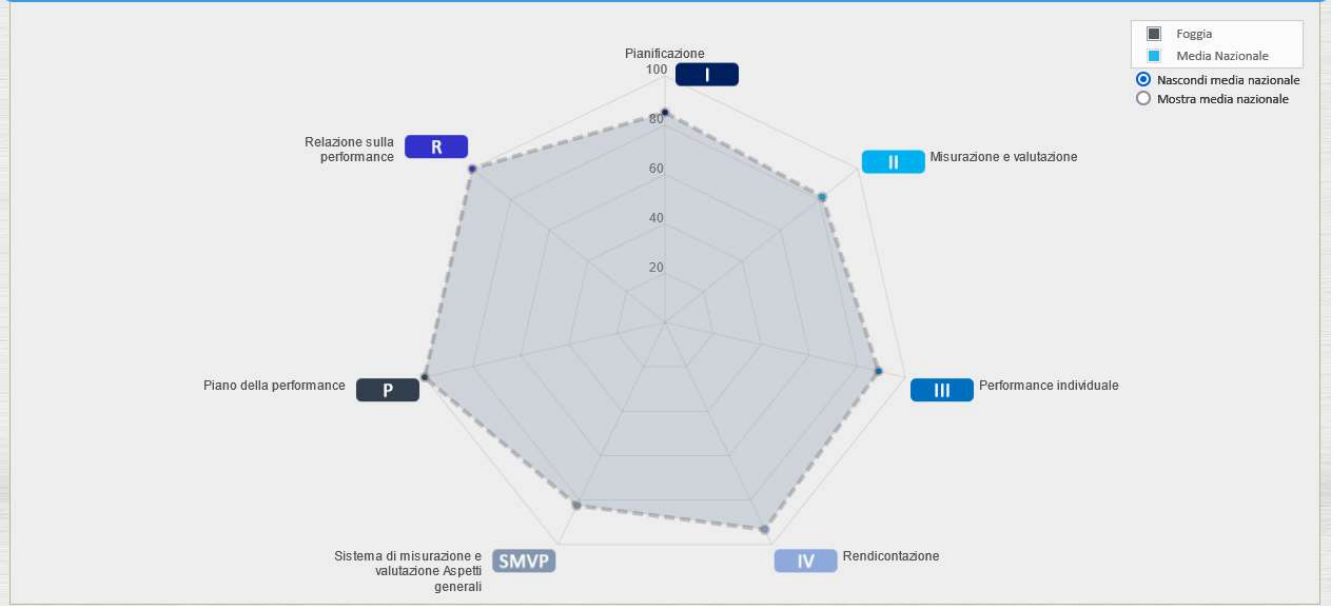 Foggia
Media Nazionale
Nascondi media nazionale
Mostra media nazionale
Pianificazione
100
I
80
60
40
20
Relazione sulla
performance
R
II
Misurazione e valutazione
Piano della performance
P
III
Performance individuale
Sistema di misurazione e
valutazione Aspetti
generali
SMVP
IV
Rendicontazione